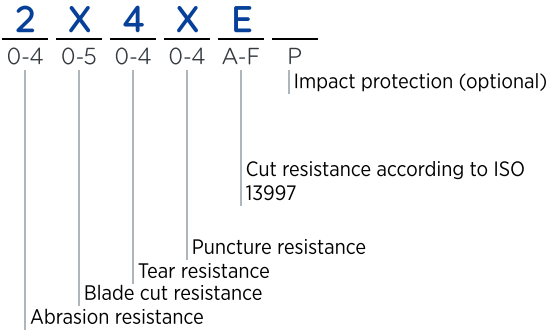 2 X 4 X E
0-4 0-5 0-4 0-4 A-F P
Impact protection (optional)
Cut resistance according to ISO
13997
Puncture resistance
Tear resistance
Blade cut resistance
Abrasion resistance